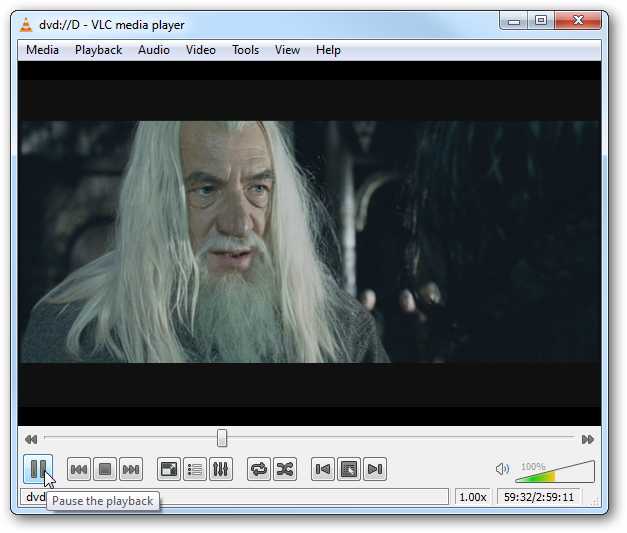 dvd://D - VLC media player
Media Playback Audio Video Tools View Help
100%
dvd
Pause the playback
1.00x
59:32/2:59:11